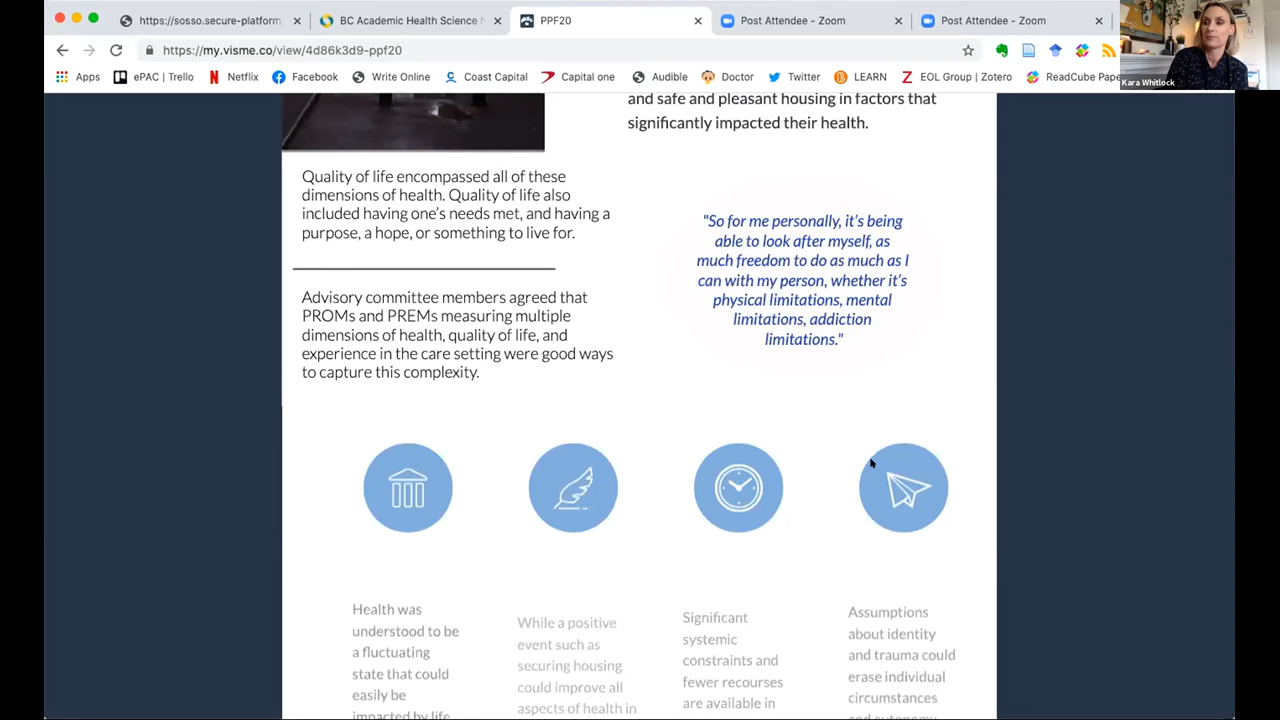 https://sosso.secure-platform.
BC Academic Health Science N
PPF20
Post Attendee - Zoom
Post Attendee - Zoom
https://my.visme.co/view/4d86k3d9-ppf20
Apps
ePAC | Trello
Netflix
Facebook
Write Online
Coast Capital
Capital one
Audible
Doctor
Twitter
LEARN
EOL Group | Zotero
ReadCube Pape
Kara Whitlock
and safe and pleasant housing in factors that
significantly impacted their health.
Quality of life encompassed all of these
dimensions of health. Quality of life also
included having one's needs met, and having a
purpose, a hope, or something to live for.
"So for me personally, it's being
able to look after myself, as
much freedom to do as much as I
can with my person, whether it's
physical limitations, mental
limitations, addiction
limitations."
Advisory committee members agreed that
PROMs and PREMs measuring multiple
dimensions of health, quality of life, and
experience in the care setting were good ways
to capture this complexity.
Health was
understood to be
a fluctuating
state that could
easily be
impacted by life
While a positive
event such as
securing housing
could improve all
aspects of health in
Significant
systemic
constraints and
fewer recourses
are available in
Assumptions
about identity
and trauma could
erase individual
circumstances
and autonomy